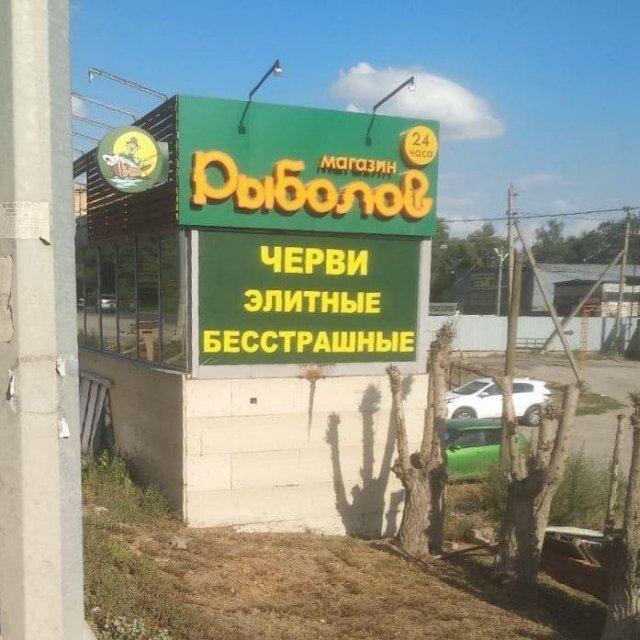 магазин
Рыболов
24
часа
ЧЕРВИ
ЭЛИТНЫЕ
БЕССТРАШНЫЕ